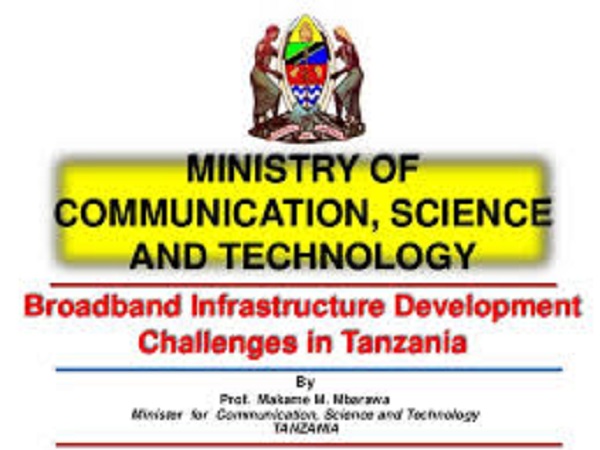 MINISTRY OF
COMMUNICATION, SCIENCE
AND TECHNOLOGY
Broadband Infrastructure Development
Challenges in Tanzania
By
Prof. Makame M. Mbarawa
Minister for Communication, Science and Technology
TANZANIA